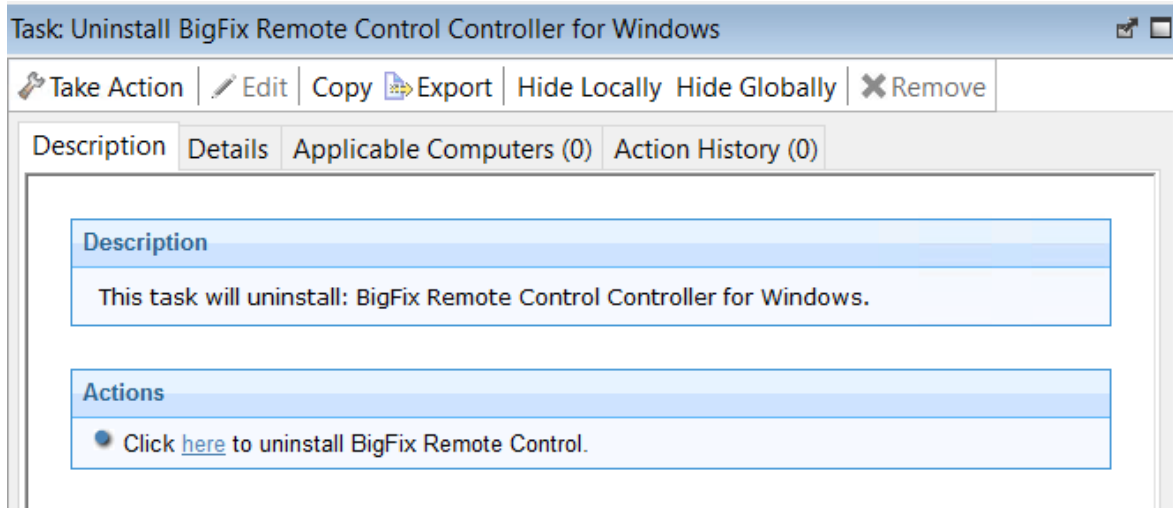 Task: Uninstall BigFix Remote Control Controller for Windows
Take Action Edit Copy Export Hide Locally Hide Globally Remove
Description Details Applicable Computers (0) Action History (0)
Description
This task will uninstall: BigFix Remote Control Controller for Windows.
Actions
Click here to uninstall BigFix Remote Control.